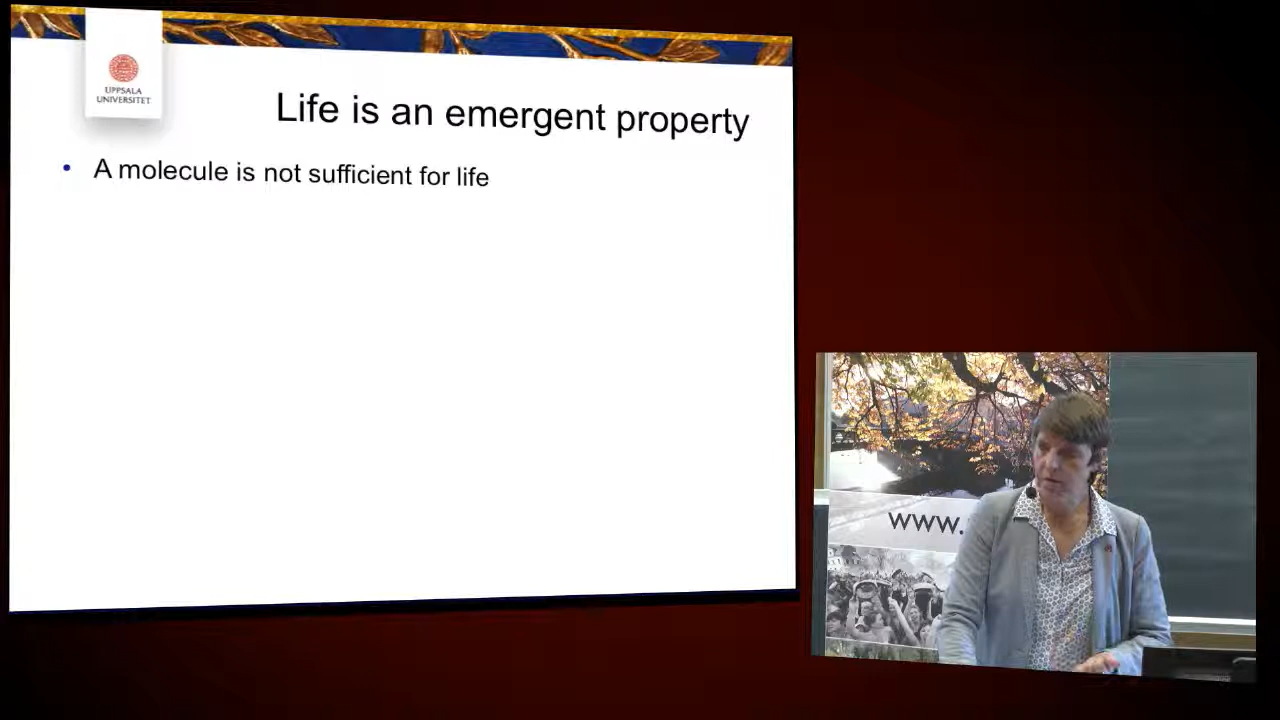 UPPSALA
UNIVERSITET
Life is an emergent property
• A molecule is not sufficient for life
www.